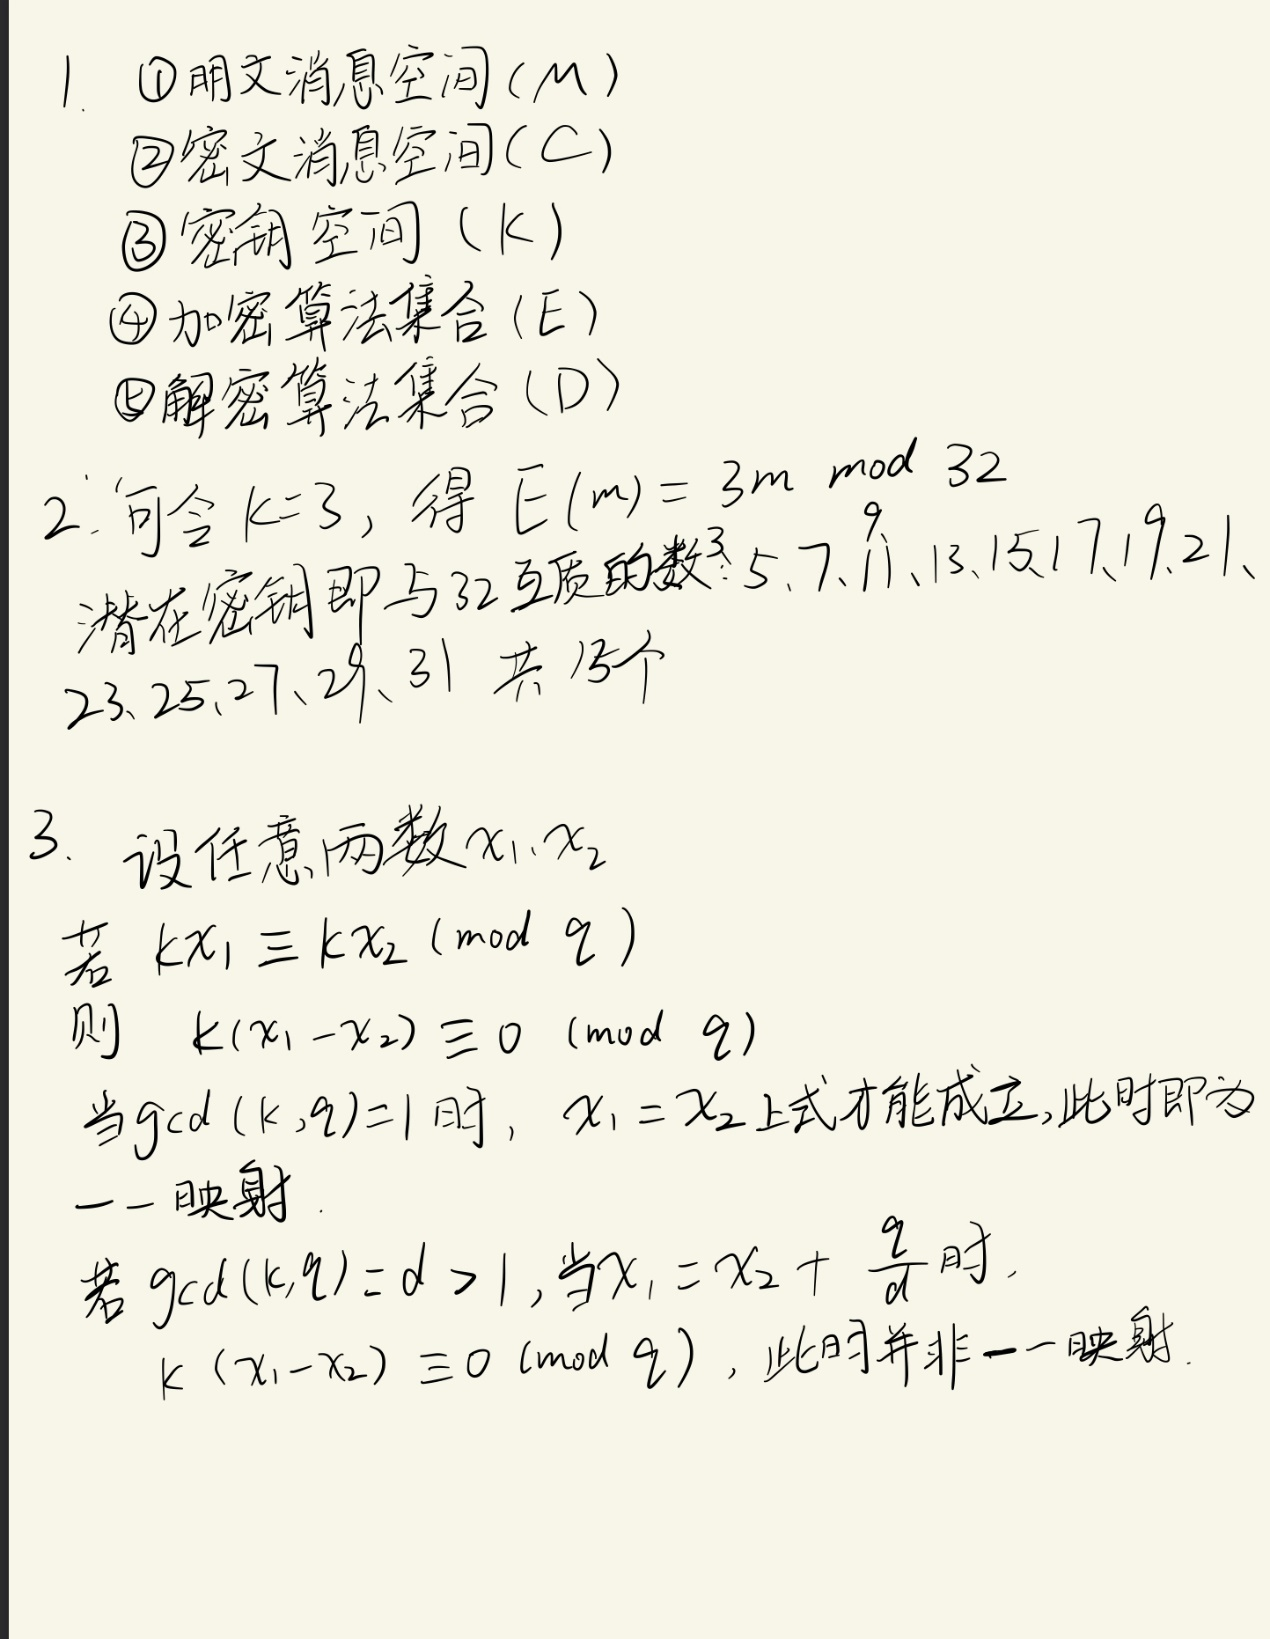 1. ①明文消息空间(M)
②密文消息空间(C)
③密钥空间(K)
④加密算法集合(E)
⑤解密算法集合(D)
2. 可令 k=3, 得 E(m) = 3m mod 32
潜在密钥即与32互质的数:3、5、7、9、11、13、15、17、19、21、
23、25、27、29、31 共15个
3. 设任意两数 x₁、x₂
若 kx₁ ≡ kx₂ (mod q)
则 k(x₁-x₂) ≡ 0 (mod q)
当gcd(k,q)=1时, x₁=x₂上式才能成立,此时即为
一一映射.
若 gcd(k,q)=d>1,当x₁=x₂+q/d时,
k(x₁-x₂)≡0 (mod q), 此时并非一一映射.